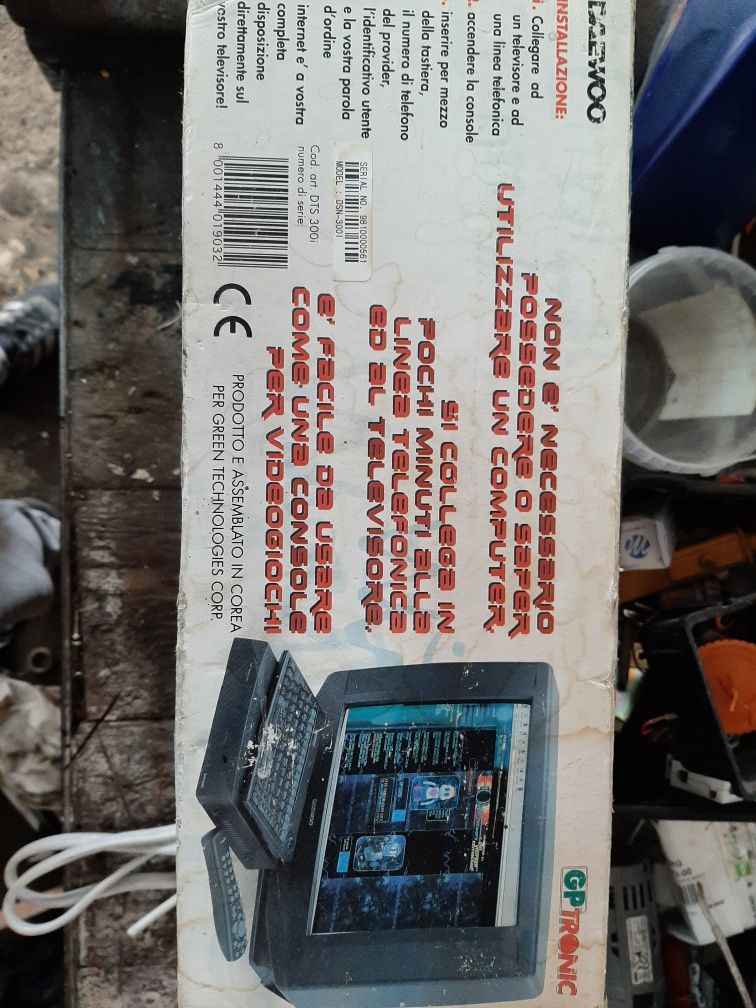 DAEWOO
INSTALLAZIONE:
1. Collegare ad
un televisore e ad
una linea telefonica
accendere la console
inserire per mezzo
della tastiera,
il numero di telefono
del provider,
l'identificativo utente
e la vostra parola
d'ordine
internet e' a vostra
completa
disposizione
direttamente sul
vostro televisore!
NON E' NECESSARIO
POSSEDERE O SAPER
UTILIZZARE UN COMPUTER.
SI COLLEGA IN
POCHI MINUTI ALLA
LINEA TELEFONICA
ED AL TELEVISORE.
E' FACILE DA USARE
COME UNA CONSOLE
PER VIDEOGIOCHI
SERIAL NO. 9810000561
MODEL : DSN-300I
Cod. art. DTS 300i
numero di serie:
8 001444 019032
CE
PRODOTTO E ASSEMBLATO IN COREA
PER GREEN TECHNOLOGIES CORP.
DAEWOO
GPTRONIC